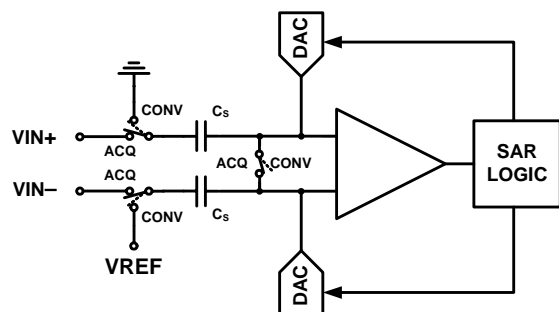 DAC
CONV
Cs
VIN+
ACQ
ACQ
ACQ
CONV
SAR
LOGIC
VIN–
CONV
Cs
VREF
DAC